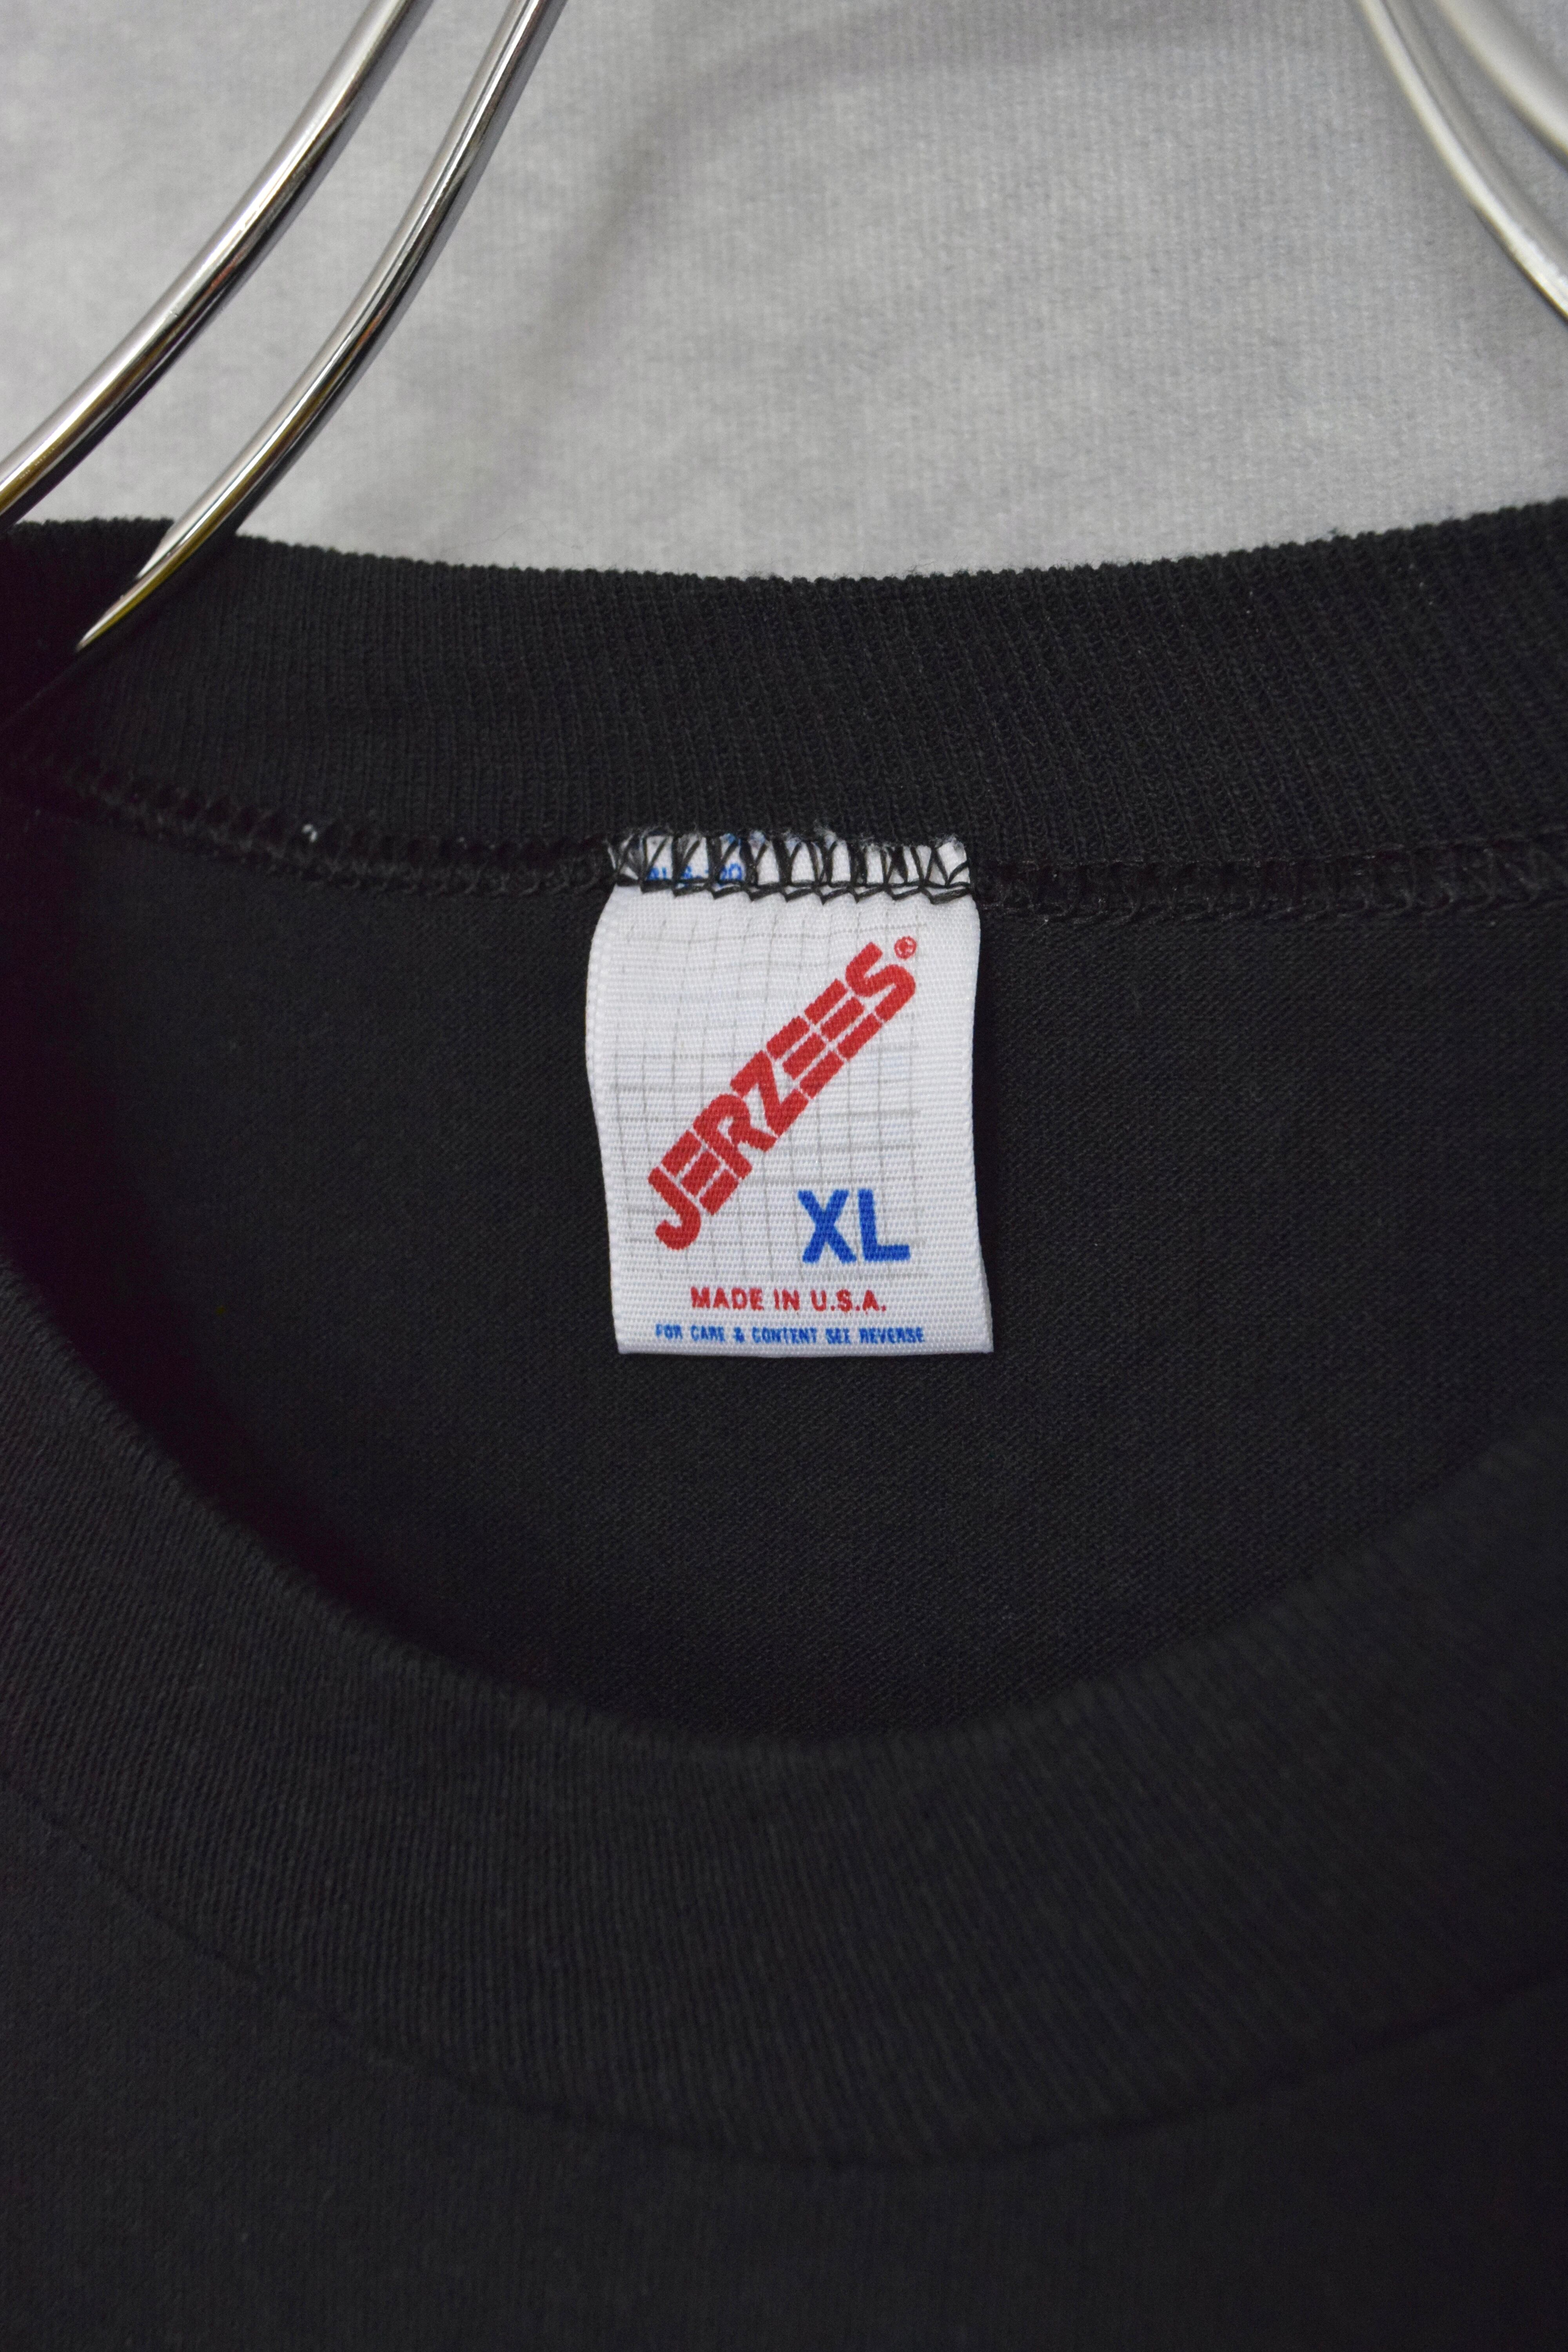 JERZEES®
XL
MADE IN U.S.A.
FOR CARE & CONTENT SEE REVERSE